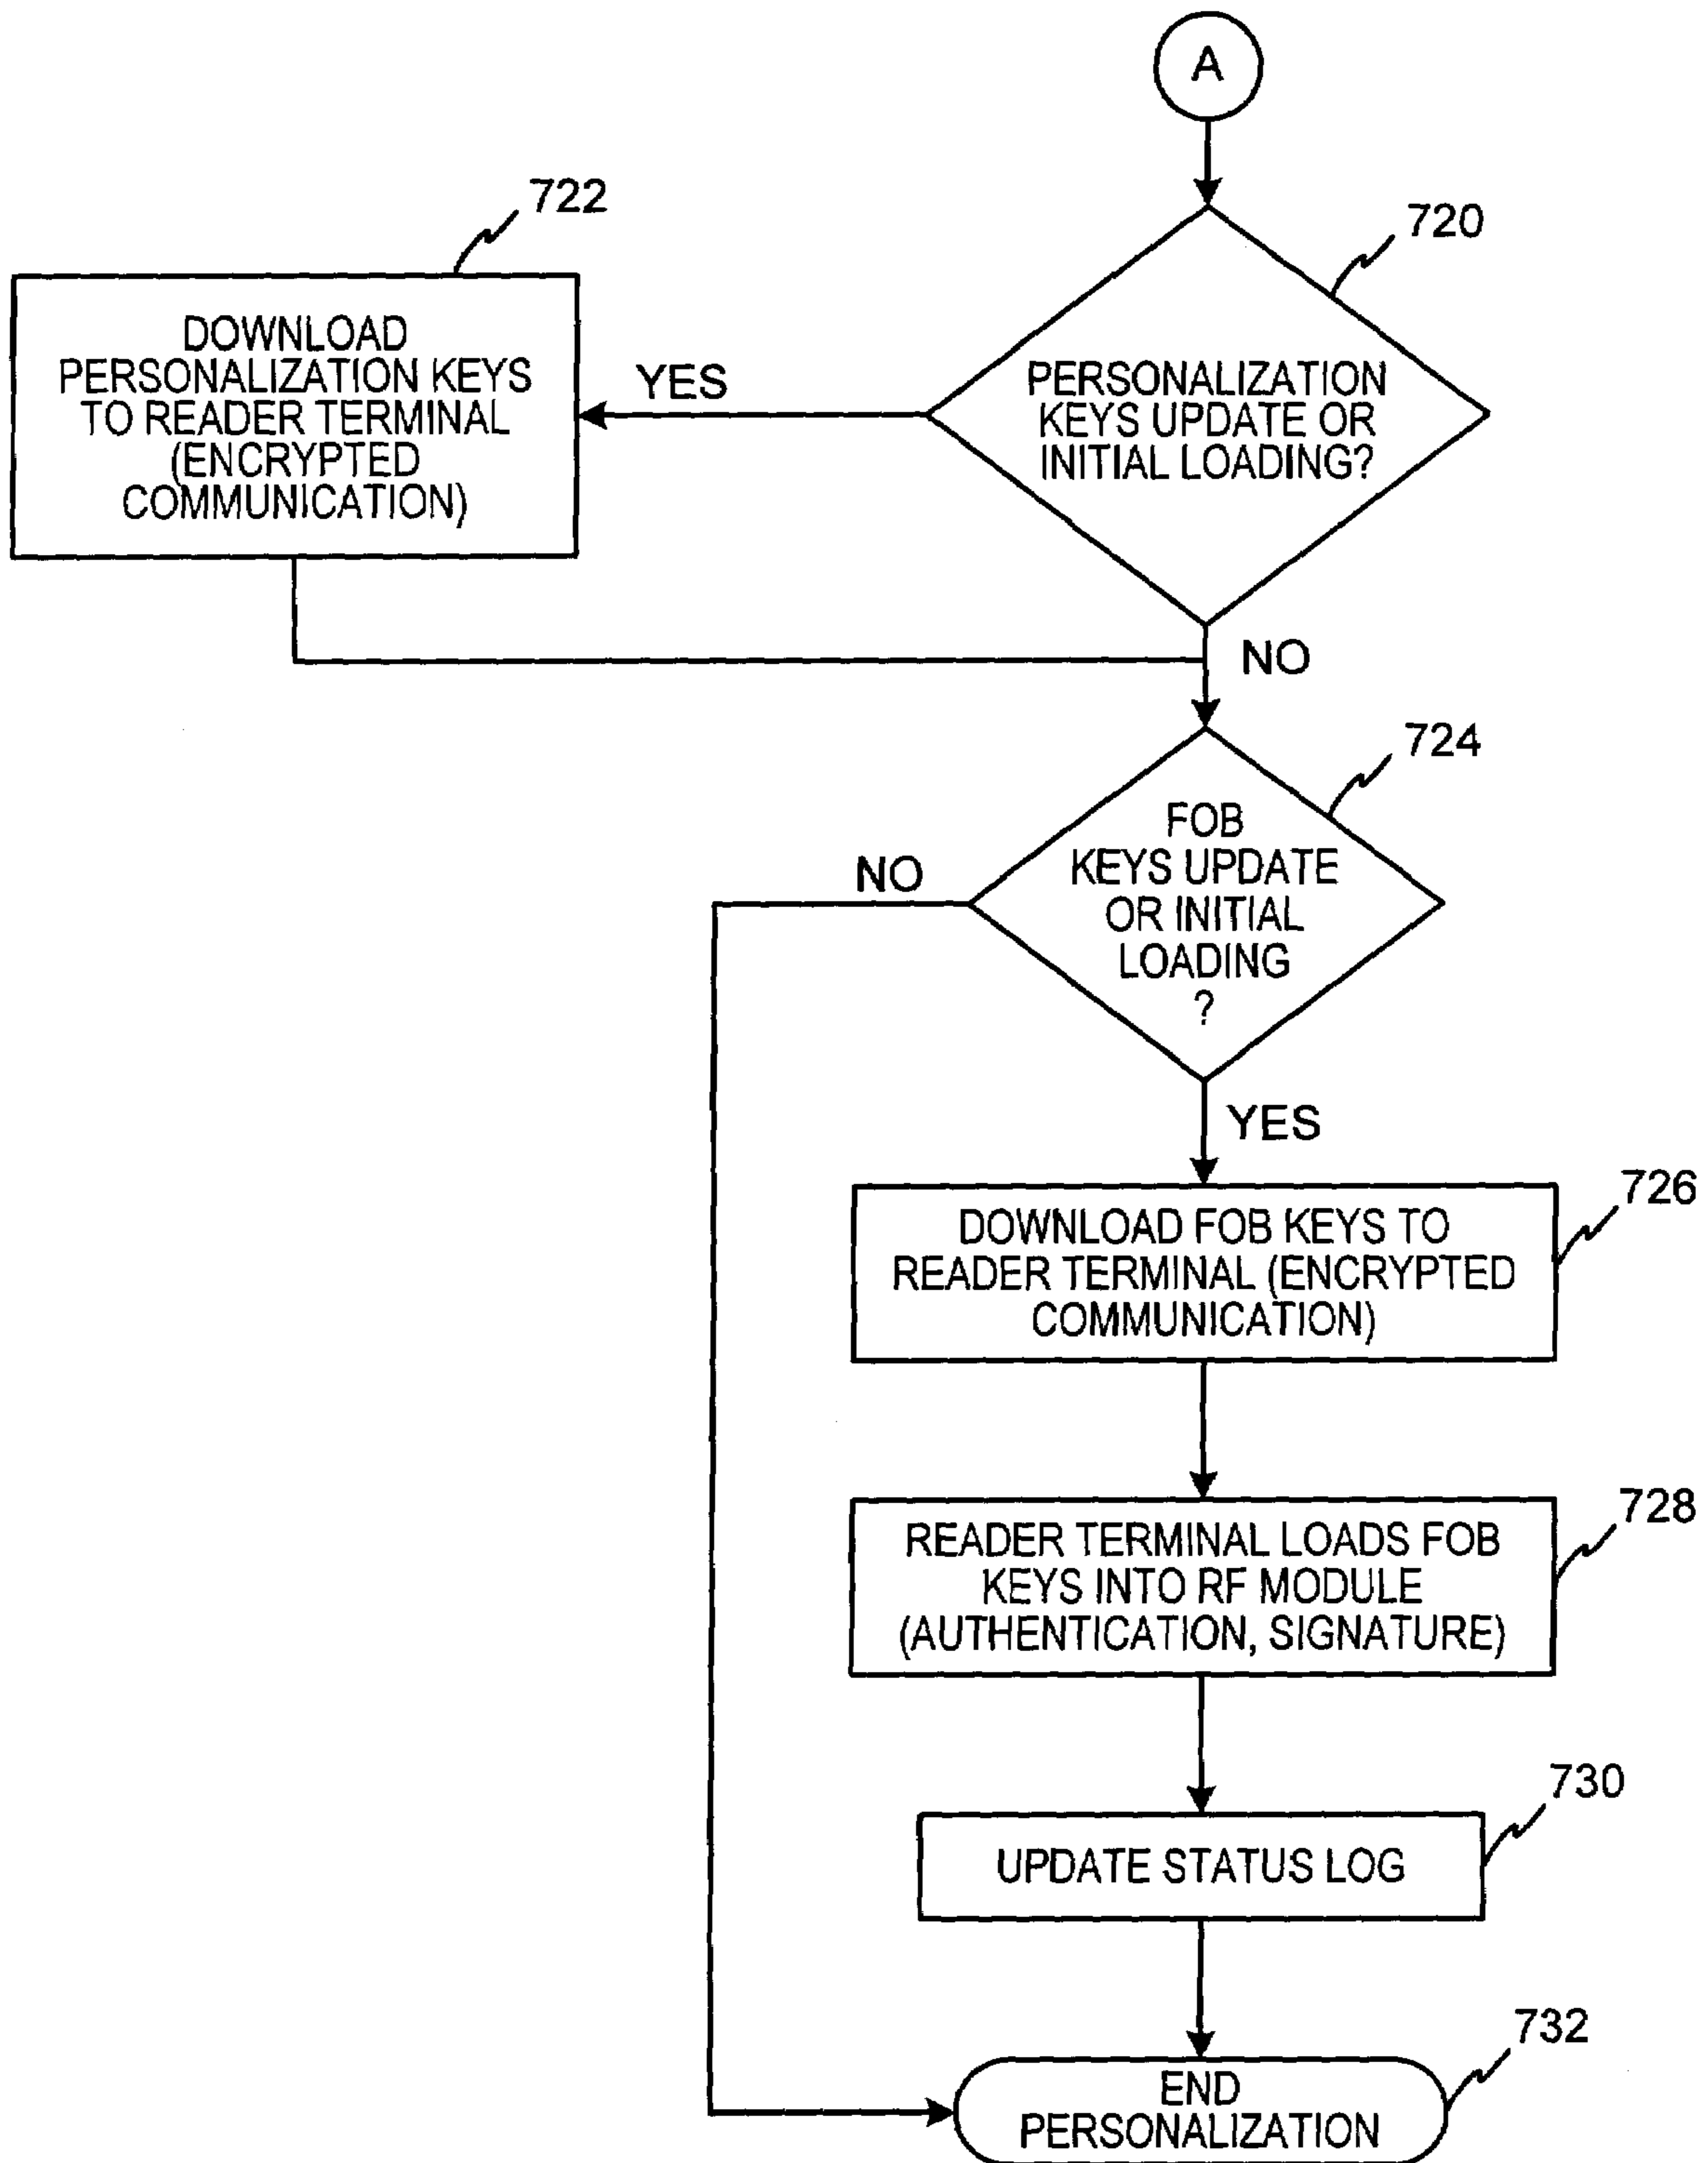 A
722
720
DOWNLOAD
PERSONALIZATION KEYS
TO READER TERMINAL
(ENCRYPTED
COMMUNICATION)
YES
PERSONALIZATION
KEYS UPDATE OR
INITIAL LOADING?
NO
724
NO
FOB
KEYS UPDATE
OR INITIAL
LOADING
?
YES
726
DOWNLOAD FOB KEYS TO
READER TERMINAL (ENCRYPTED
COMMUNICATION)
728
READER TERMINAL LOADS FOB
KEYS INTO RF MODULE
(AUTHENTICATION, SIGNATURE)
730
UPDATE STATUS LOG
732
END
PERSONALIZATION